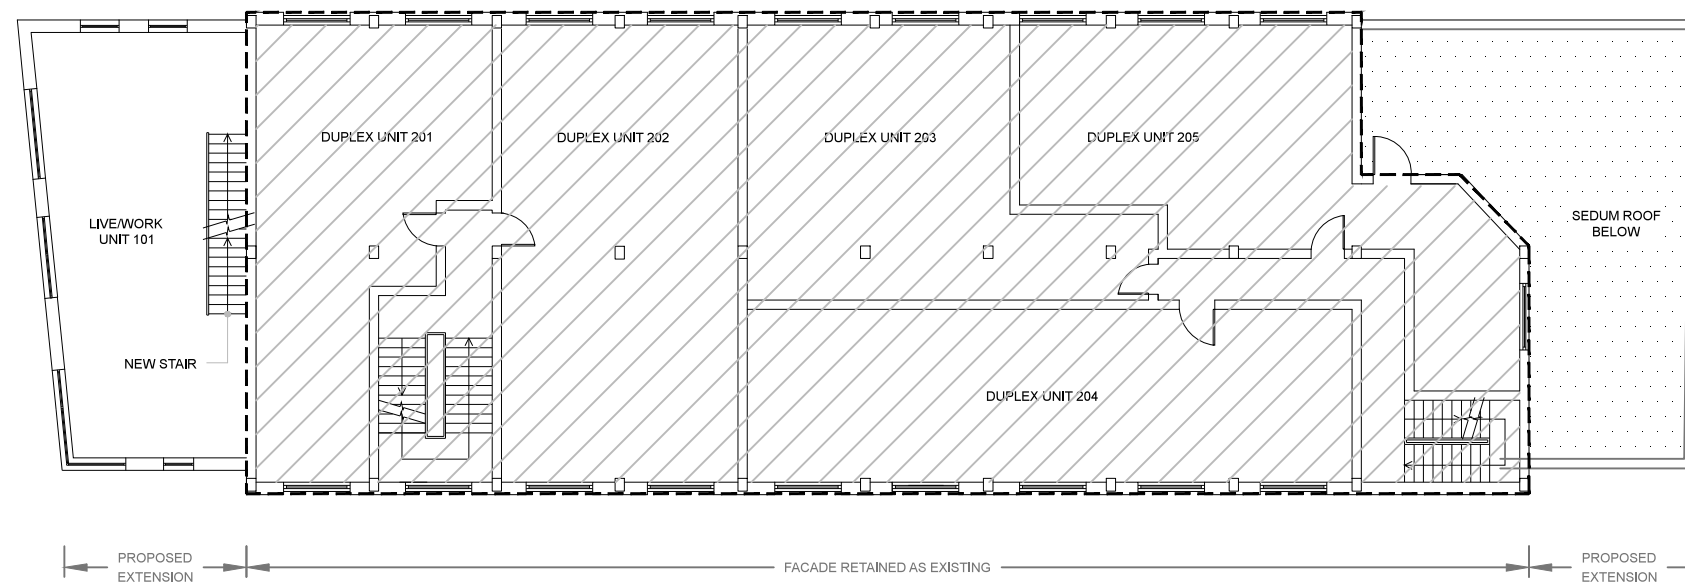 DUPLEX UNIT 201
DUPLEX UNIT 202
DUPLEX UNIT 203
DUPLEX UNIT 205
LIVE/WORK
UNIT 101
SEDUM ROOF
BELOW
NEW STAIR
DUPLEX UNIT 204
PROPOSED
EXTENSION
FACADE RETAINED AS EXISTING
PROPOSED
EXTENSION